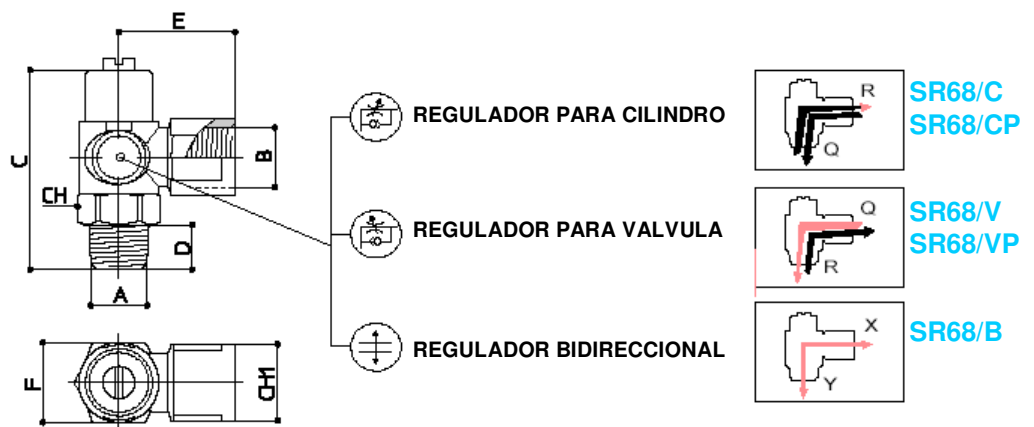 E
C
B
CH
D
A
F
CH1
REGULADOR PARA CILINDRO
R
Q
SR68/C
SR68/CP
REGULADOR PARA VALVULA
Q
R
SR68/V
SR68/VP
REGULADOR BIDIRECCIONAL
X
Y
SR68/B